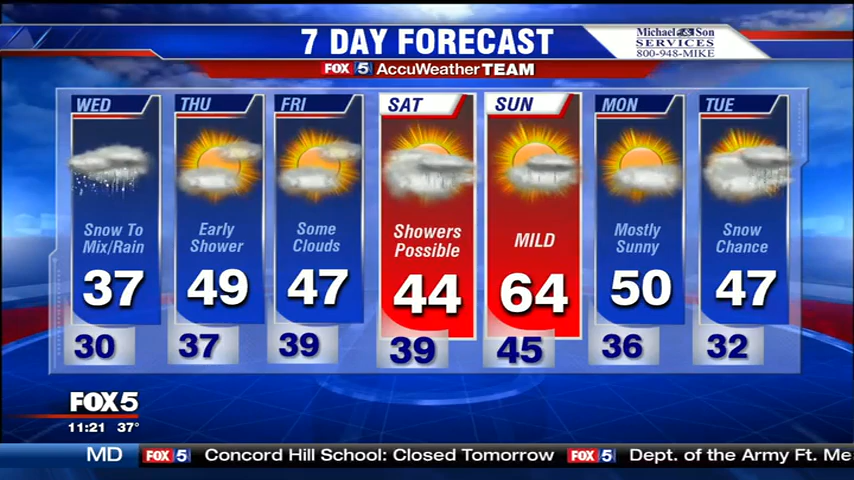 7 DAY FORECAST
Michael & Son
SERVICES
800-948-MIKE
FOX 5 AccuWeather TEAM
WED
Snow To
Mix/Rain
37
30
THU
Early
Shower
49
37
FRI
Some
Clouds
47
39
SAT
Showers
Possible
44
39
SUN
MILD
64
45
MON
Mostly
Sunny
50
36
TUE
Snow
Chance
47
32
FOX 5
11:21 37°
MD FOX 5 Concord Hill School: Closed Tomorrow FOX 5 Dept. of the Army Ft. Me